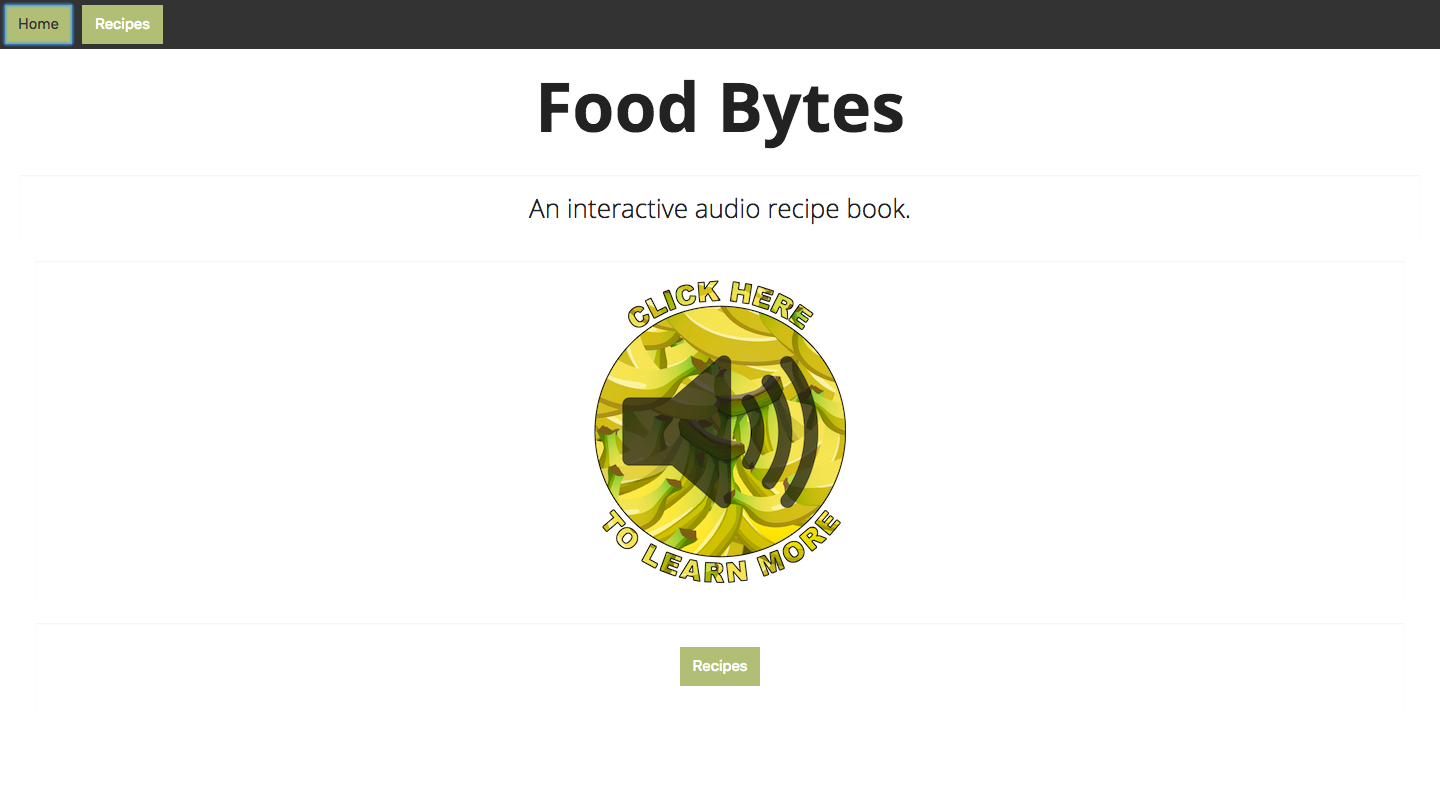 Home
Recipes
Food Bytes
An interactive audio recipe book.
CLICK HERE
TO LEARN MORE
Recipes